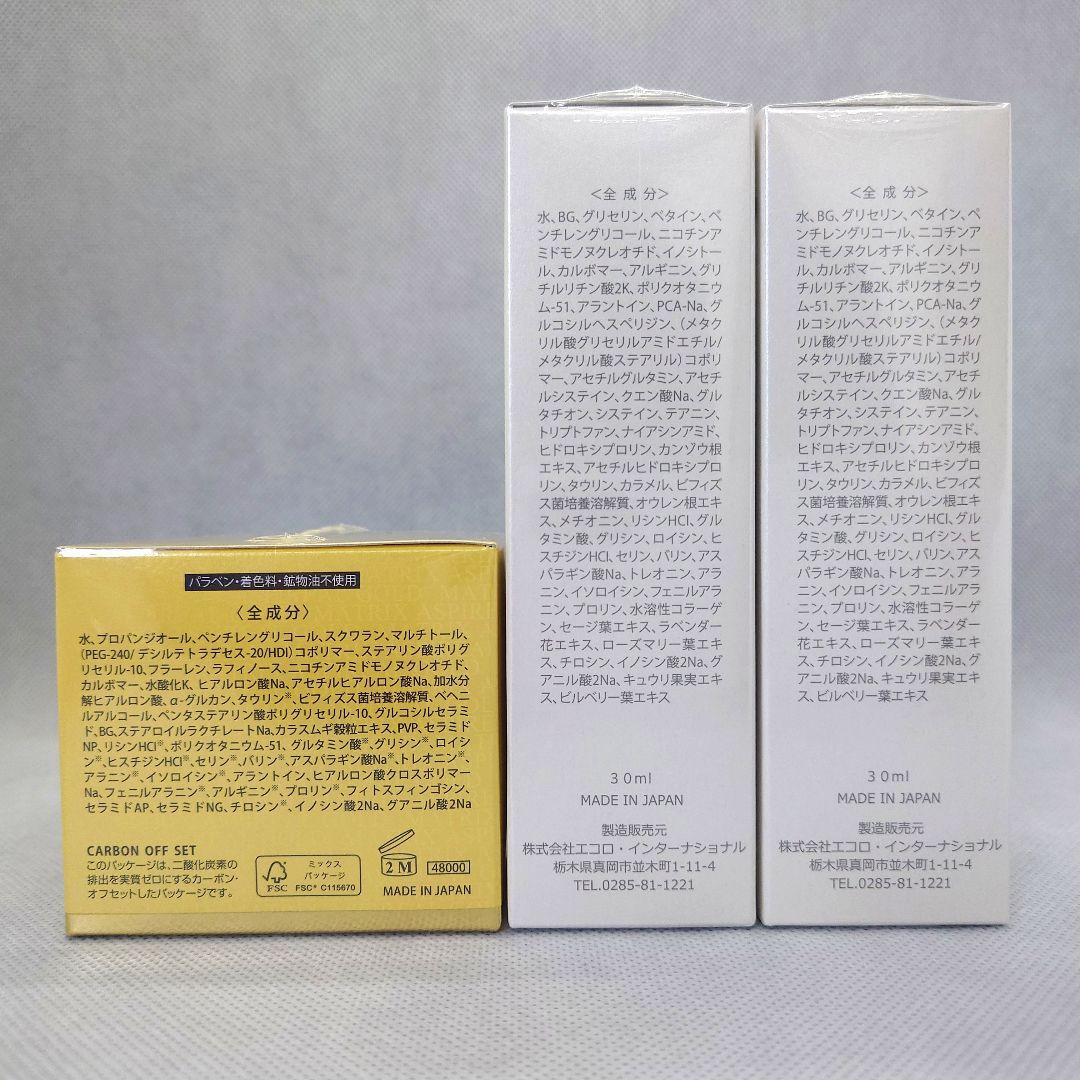 パラベン・着色料・鉱物油不使用
〈全成分〉
水、プロパンジオール、ペンチレングリコール、スクワラン、マルチトール、
(PEG-240/デシルテトラデセス-20/HDI)コポリマー、ステアリン酸ポリグ
リセリル-10、フラーレン、ラフィノース、ニコチンアミドモノヌクレオチド、
カルボマー、水酸化K、ヒアルロン酸Na、アセチルヒアルロン酸Na、加水分
解ヒアルロン酸、α-グルカン、タウリン※、ビフィズス菌培養溶解質、ベヘニ
ルアルコール、ペンタステアリン酸ポリグリセリル-10、グルコシルセラミ
ド、BG、ステアロイルラクチレートNa、カラスムギ穀粒エキス、PVP、セラミド
NP、リシンHCl※、ポリクオタニウム-51、グルタミン酸※、グリシン※、ロイシ
ン※、ヒスチジンHCl※、セリン※、バリン※、アスパラギン酸Na※、トレオニン※、
アラニン※、イソロイシン※、アラントイン、ヒアルロン酸クロスポリマー
Na、フェニルアラニン※、アルギニン※、プロリン※、フィトスフィンゴシン、
セラミドAP、セラミドNG、チロシン※、イノシン酸2Na、グアニル酸2Na
CARBON OFF SET
このパッケージは、二酸化炭素の
排出を実質ゼロにするカーボン・
オフセットしたパッケージです。
FSC
ミックス
パッケージ
FSC® C115670
2 M
48000
MADE IN JAPAN
＜全 成 分＞
水、BG、グリセリン、ベタイン、ペ
ンチレングリコール、ニコチンア
ミドモノヌクレオチド、イノシトー
ル、カルボマー、アルギニン、グリ
チルリチン酸2K、ポリクオタニウ
ム-51、アラントイン、PCA-Na、グ
ルコシルヘスペリジン、(メタク
リル酸グリセリルアミドエチル/
メタクリル酸ステアリル)コポリ
マー、アセチルグルタミン、アセチ
ルシステイン、クエン酸Na、グル
タチオン、システイン、テアニン、
トリプトファン、ナイアシンアミド、
ヒドロキシプロリン、カンゾウ根
エキス、アセチルヒドロキシプロ
リン、タウリン、カラメル、ビフィズ
ス菌培養溶解質、オウレン根エキ
ス、メチオニン、リシンHCl、グル
タミン酸、グリシン、ロイシン、ヒ
スチジンHCl、セリン、バリン、アス
パラギン酸Na、トレオニン、アラ
ニン、イソロイシン、フェニルアラ
ニン、プロリン、水溶性コラーゲ
ン、セージ葉エキス、ラベンダー
花エキス、ローズマリー葉エキ
ス、チロシン、イノシン酸2Na、グ
アニル酸2Na、キュウリ果実エキ
ス、ビルベリー葉エキス
30ml
MADE IN JAPAN
製造販売元
株式会社エコロ・インターナショナル
栃木県真岡市並木町1-11-4
TEL.0285-81-1221
＜全 成 分＞
水、BG、グリセリン、ベタイン、ペ
ンチレングリコール、ニコチンア
ミドモノヌクレオチド、イノシトー
ル、カルボマー、アルギニン、グリ
チルリチン酸2K、ポリクオタニウ
ム-51、アラントイン、PCA-Na、グ
ルコシルヘスペリジン、(メタク
リル酸グリセリルアミドエチル/
メタクリル酸ステアリル)コポリ
マー、アセチルグルタミン、アセチ
ルシステイン、クエン酸Na、グル
タチオン、システイン、テアニン、
トリプトファン、ナイアシンアミド、
ヒドロキシプロリン、カンゾウ根
エキス、アセチルヒドロキシプロ
リン、タウリン、カラメル、ビフィズ
ス菌培養溶解質、オウレン根エキ
ス、メチオニン、リシンHCl、グル
タミン酸、グリシン、ロイシン、ヒ
スチジンHCl、セリン、バリン、アス
パラギン酸Na、トレオニン、アラ
ニン、イソロイシン、フェニルアラ
ニン、プロリン、水溶性コラーゲ
ン、セージ葉エキス、ラベンダー
花エキス、ローズマリー葉エキ
ス、チロシン、イノシン酸2Na、グ
アニル酸2Na、キュウリ果実エキ
ス、ビルベリー葉エキス
30ml
MADE IN JAPAN
製造販売元
株式会社エコロ・インターナショナル
栃木県真岡市並木町1-11-4
TEL.0285-81-1221